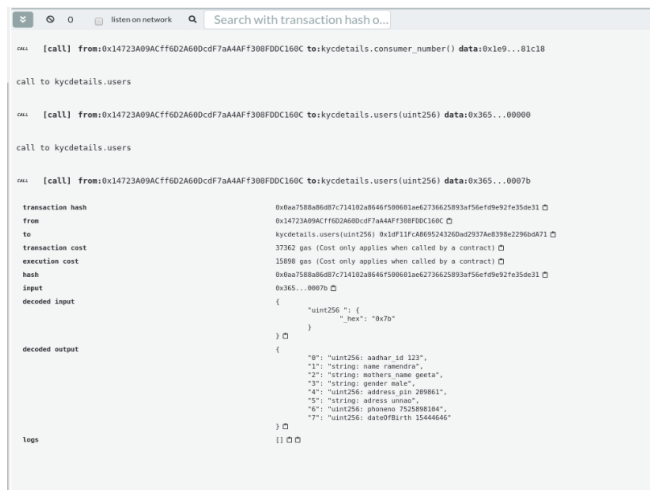 0 listen on network Search with transaction hash o...
CALL [call] from:0x14723A09ACff6D2A60DcdF7aA4AFf308FDDC160C to:kycdetails.consumer_number() data:0x1e9...81c18
call to kycdetails.users
CALL [call] from:0x14723A09ACff6D2A60DcdF7aA4AFf308FDDC160C to:kycdetails.users(uint256) data:0x365...00000
call to kycdetails.users
CALL [call] from:0x14723A09ACff6D2A60DcdF7aA4AFf308FDDC160C to:kycdetails.users(uint256) data:0x365...0007b
transaction hash 0x0aa7588a86d87c714102a8646f500601ae62736625893af56efd9e92fe35de31
from 0x14723A09ACff6D2A60DcdF7aA4AFf308FDDC160C
to kycdetails.users(uint256) 0x1dF11FcA869524326Dad2937Ae8398e2296bdA71
transaction cost 37362 gas (Cost only applies when called by a contract)
execution cost 15898 gas (Cost only applies when called by a contract)
hash 0x0aa7588a86d87c714102a8646f500601ae62736625893af56efd9e92fe35de31
input 0x365...0007b
decoded input {
"uint256 ": {
"_hex": "0x7b"
}
}
decoded output {
"0": "uint256: aadhar_id 123",
"1": "string: name ramendra",
"2": "string: mothers_name geeta",
"3": "string: gender male",
"4": "uint256: address_pin 209861",
"5": "string: adress unnao",
"6": "uint256: phoneno 7525898104",
"7": "uint256: dateOfBirth 15444646"
}
logs []